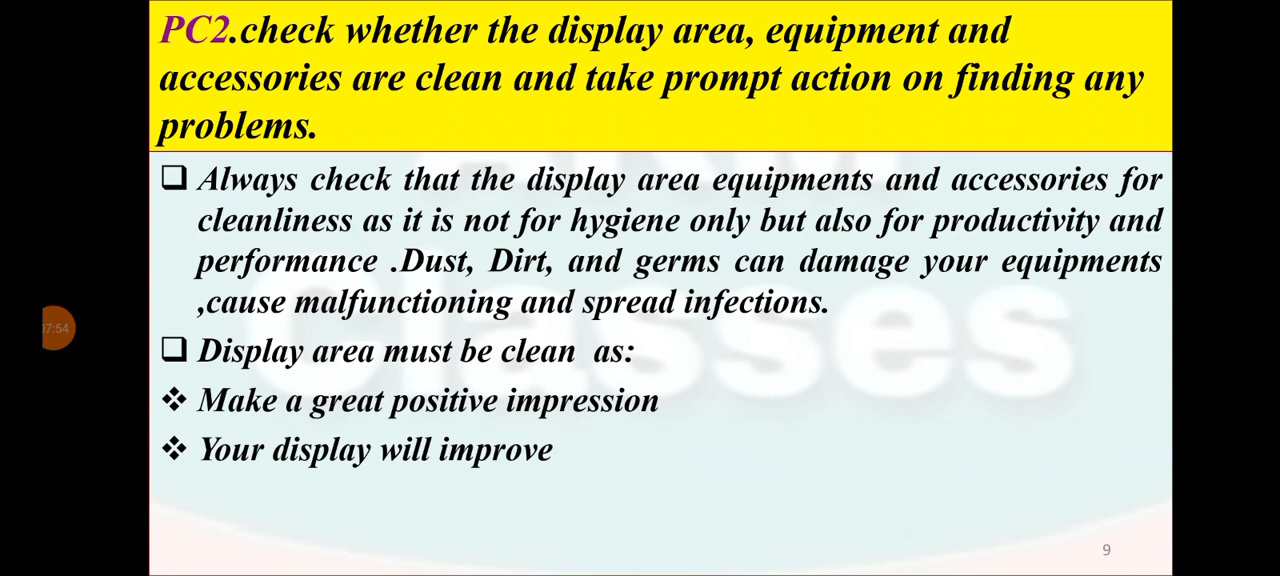 PC2.check whether the display area, equipment and
accessories are clean and take prompt action on finding any
problems.
Always check that the display area equipments and accessories for
cleanliness as it is not for hygiene only but also for productivity and
performance .Dust, Dirt, and germs can damage your equipments
,cause malfunctioning and spread infections.
Display area must be clean as:
Make a great positive impression
Your display will improve
07:54
Classes
9